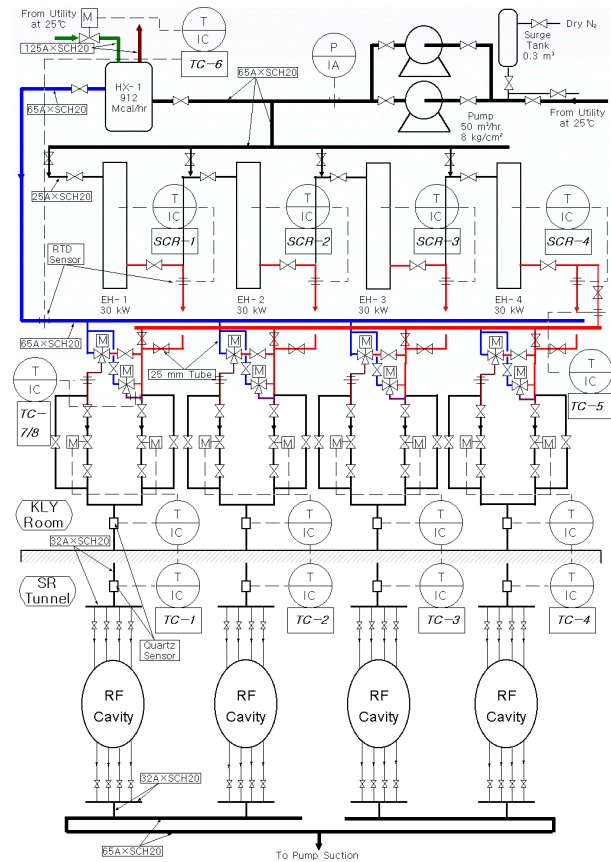 From Utility
at 25℃
M
T
IC
TC-6
125A×SCH20
65A×SCH20
HX-1
912
Mcal/hr
65A×SCH20
P
IA
Dry N₂
Surge
Tank
0.3 m³
Pump
50 m³/hr
8 kg/cm²
From Utility
at 25℃
25A×SCH20
T
IC
SCR-1
T
IC
SCR-2
T
IC
SCR-3
T
IC
SCR-4
RTD
Sensor
EH-1
30 kW
EH-2
30 kW
EH-3
30 kW
EH-4
30 kW
65A×SCH20
M
M
M
M
M
M
M
M
25 mm Tube
T
IC
TC-
7/8
T
IC
TC-5
M
M
M
M
M
M
M
M
KLY
Room
T
IC
T
IC
T
IC
T
IC
32A×SCH20
SR
Tunnel
T
IC
TC-1
T
IC
TC-2
T
IC
TC-3
T
IC
TC-4
Quartz
Sensor
RF
Cavity
RF
Cavity
RF
Cavity
RF
Cavity
32A×SCH20
65A×SCH20
To Pump Suction